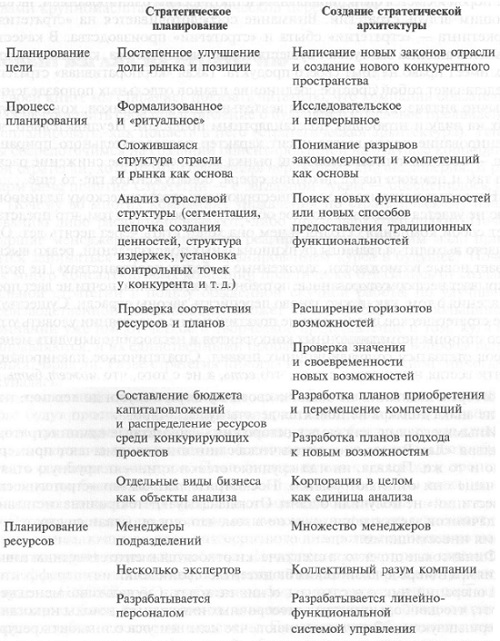 Стратегическое Создание стратегической
планирование архитектуры
Планирование Постепенное улучшение Написание новых законов отрасли
цели доли рынка и позиции и создание нового конкурентного
пространства
Процесс Формализованное Исследовательское
планирования и «ритуальное» и непрерывное
Сложившаяся Понимание разрывов
структура отрасли закономерности и компетенций
и рынка как основа как основы
Анализ отраслевой Поиск новых функциональностей
структуры (сегментация, или новых способов
цепочка создания предоставления традиционных
ценностей, структура функциональностей
издержек, установка
контрольных точек
у конкурента и т. д.)
Проверка соответствия Расширение горизонтов
ресурсов и планов возможностей
Проверка значения
и своевременности
новых возможностей
Составление бюджета Разработка планов приобретения
капиталовложений и перемещение компетенций
и распределение ресурсов
среди конкурирующих Разработка планов подхода
проектов к новым возможностям
Отдельные виды бизнеса Корпорация в целом
как объекты анализа как единица анализа
Планирование Менеджеры Множество менеджеров
ресурсов подразделений
Несколько экспертов Коллективный разум компании
Разрабатывается Разрабатывается линейно-
персоналом функциональной
системой управления